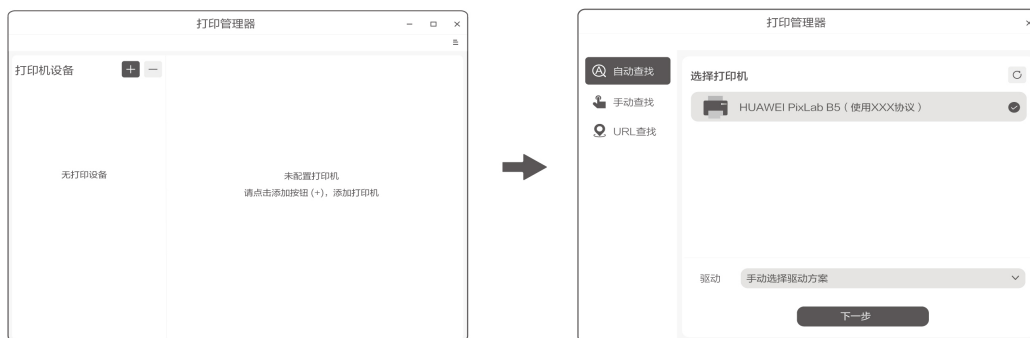 打印管理器
打印机设备
无打印设备
未配置打印机
请点击添加按钮 (+)，添加打印机
打印管理器
自动查找
手动查找
URL查找
选择打印机
HUAWEI PixLab B5（使用XXX协议）
驱动
手动选择驱动方案
下一步